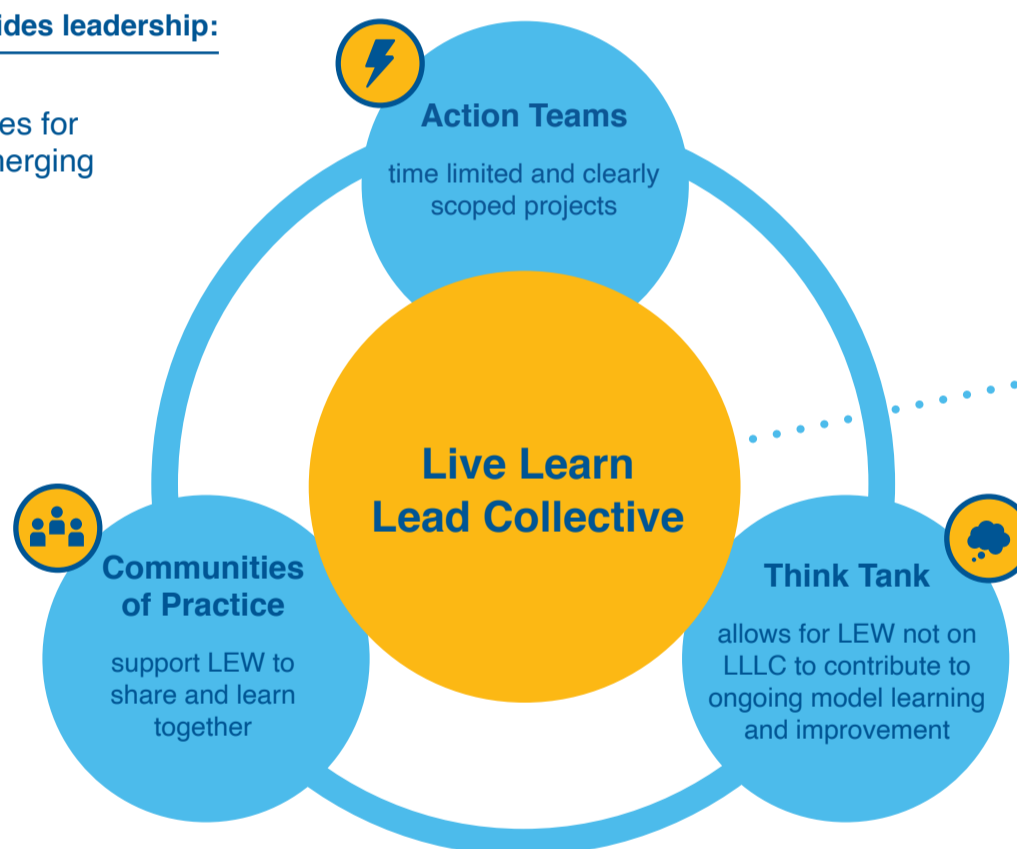 ides leadership:
es for
nerging
Action Teams
time limited and clearly
scoped projects
Live Learn
Lead Collective
Communities
of Practice
support LEW to
share and learn
together
Think Tank
allows for LEW not on
LLLC to contribute to
ongoing model learning
and improvement